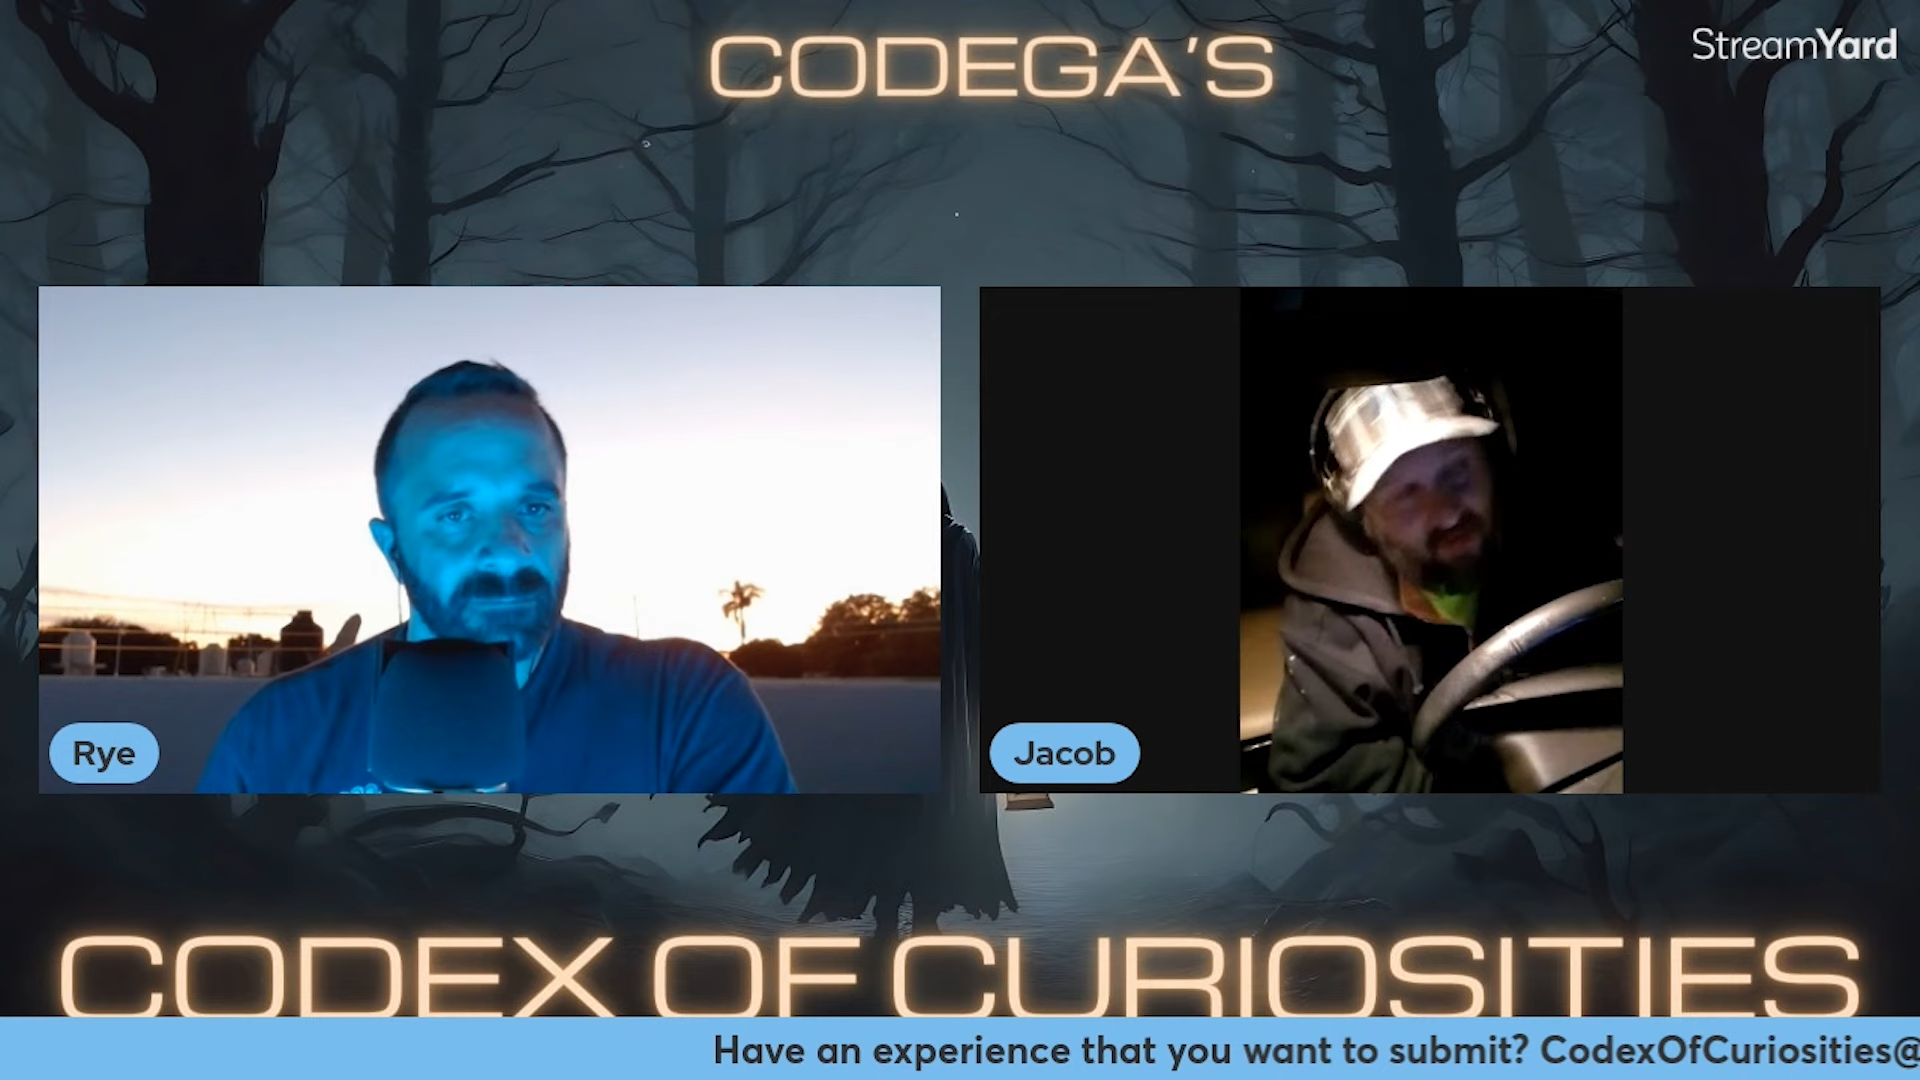 CODEGA'S
StreamYard
Rye
Jacob
CODEX OF CURIOSITIES
Have an experience that you want to submit? CodexOfCuriosities@